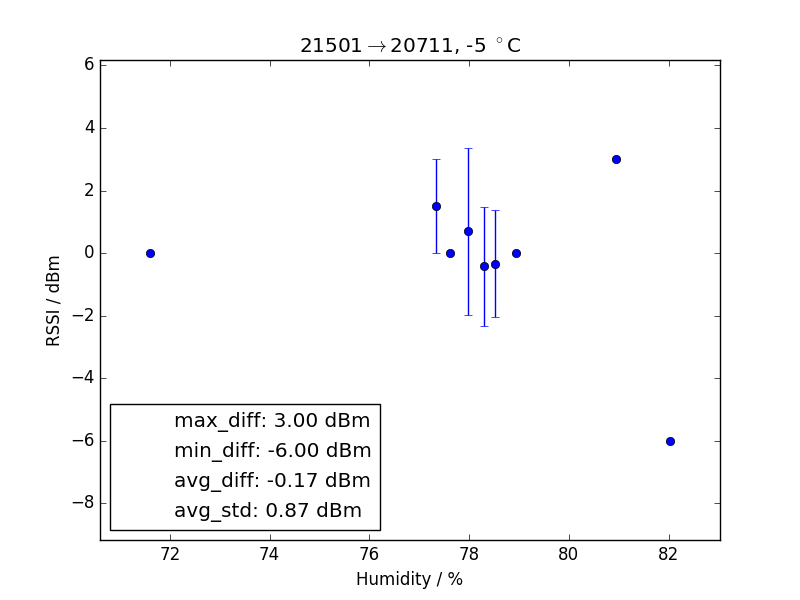 21501→20711, -5 °C
6
4
2
0
−2
−4
−6
−8
RSSI / dBm
max_diff: 3.00 dBm
min_diff: -6.00 dBm
avg_diff: -0.17 dBm
avg_std: 0.87 dBm
72 74 76 78 80 82
Humidity / %